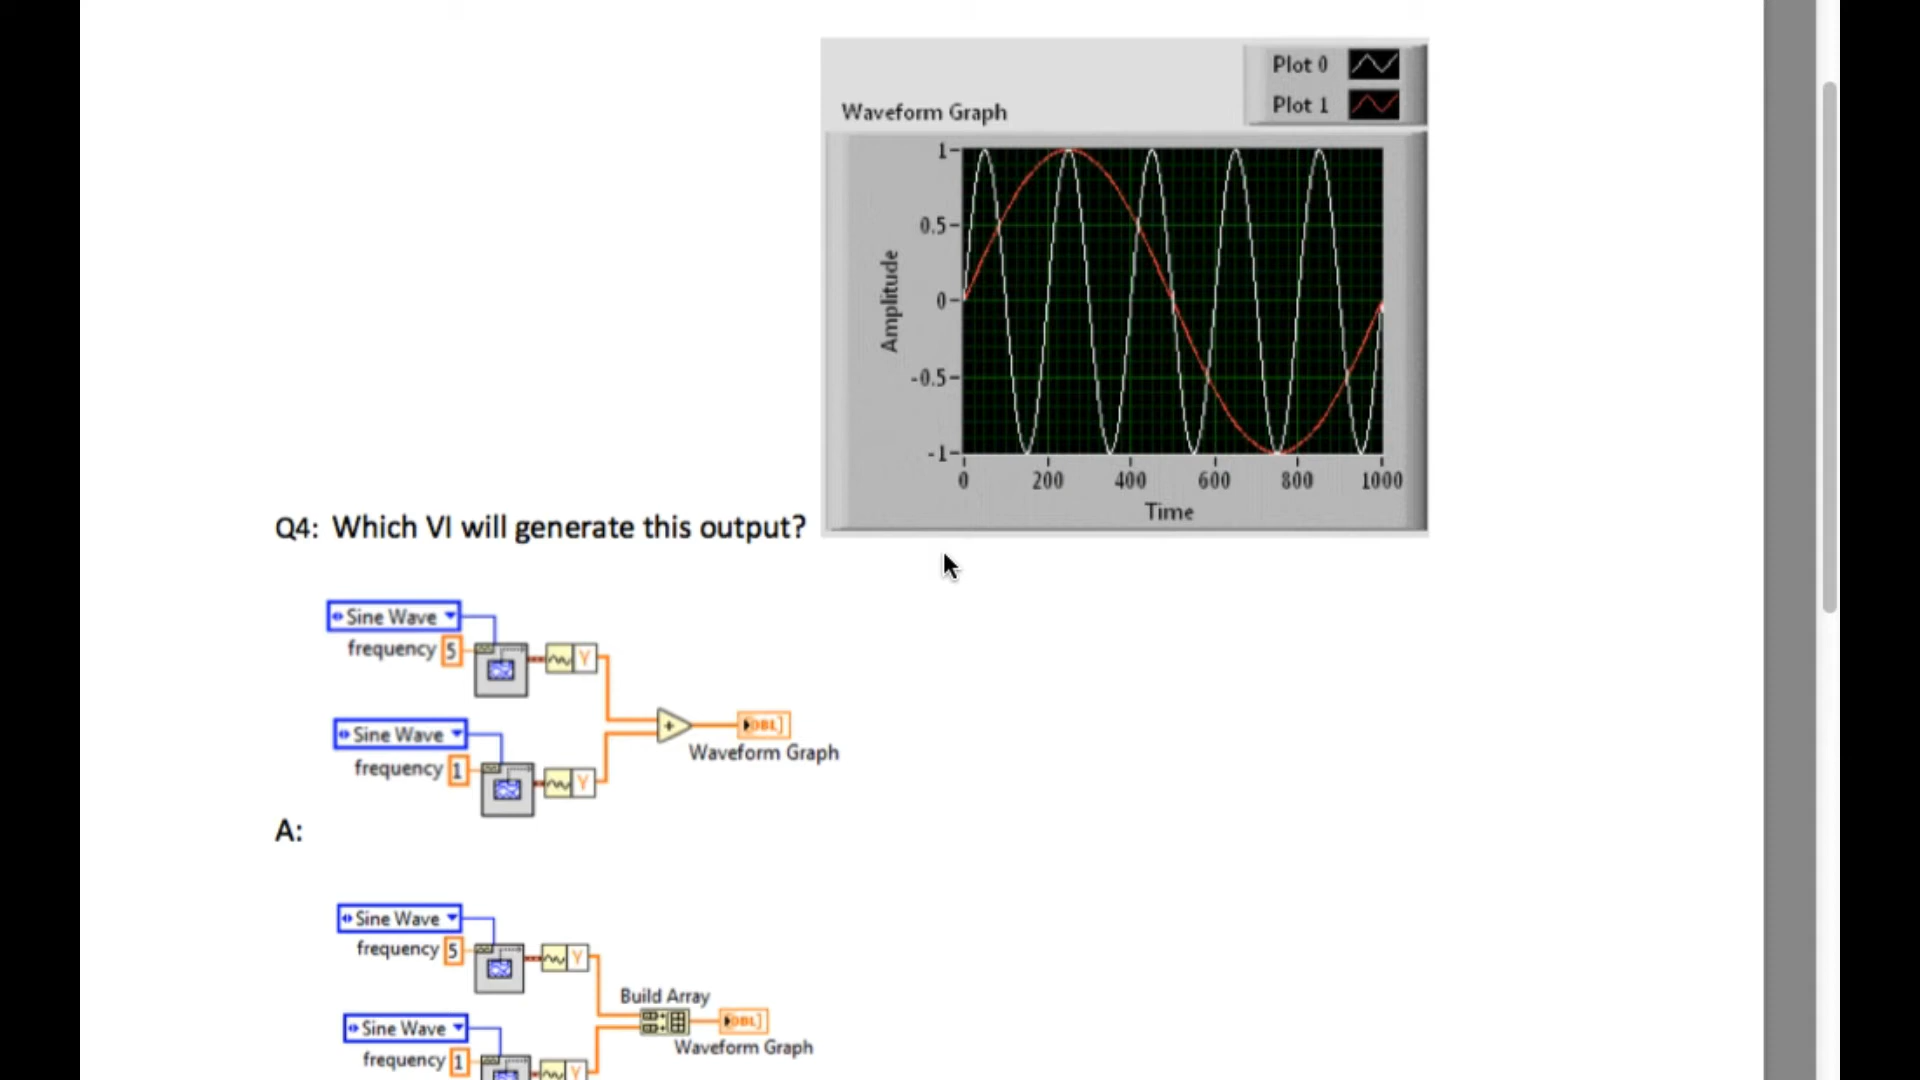 Plot 0
Plot 1
Waveform Graph
1
0.5
0
-0.5
-1
Amplitude
0 200 400 600 800 1000
Time
Q4: Which VI will generate this output?
Sine Wave
frequency 5
Y
+
DBL]
Waveform Graph
Sine Wave
frequency 1
Y
A:
Sine Wave
frequency 5
Y
Build Array
DBL]
Waveform Graph
Sine Wave
frequency 1
Y